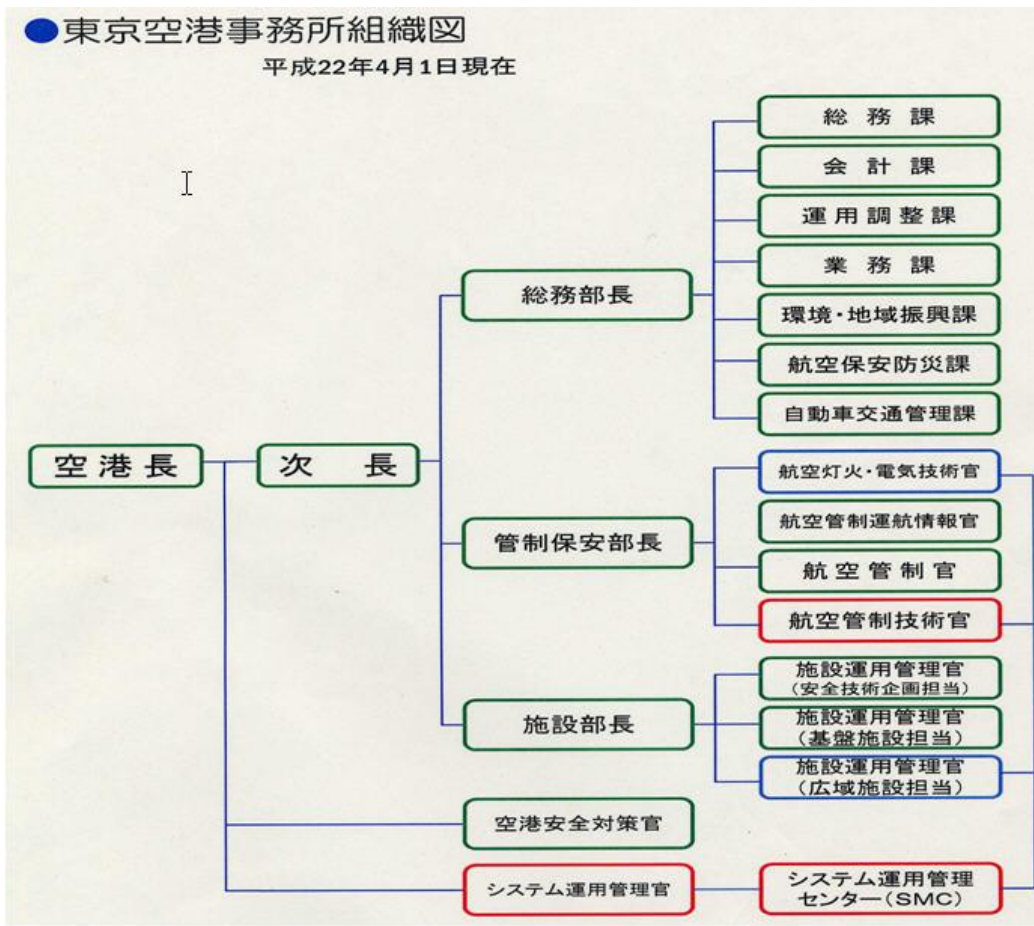 ●東京空港事務所組織図
平成22年4月1日現在
総務課
会計課
運用調整課
業務課
総務部長
環境・地域振興課
航空保安防災課
自動車交通管理課
空港長
次長
航空灯火・電気技術官
航空管制運航情報官
管制保安部長
航空管制官
航空管制技術官
施設運用管理官
(安全技術企画担当)
施設部長
施設運用管理官
(基盤施設担当)
施設運用管理官
(広域施設担当)
空港安全対策官
システム運用管理官
システム運用管理
センター(SMC)